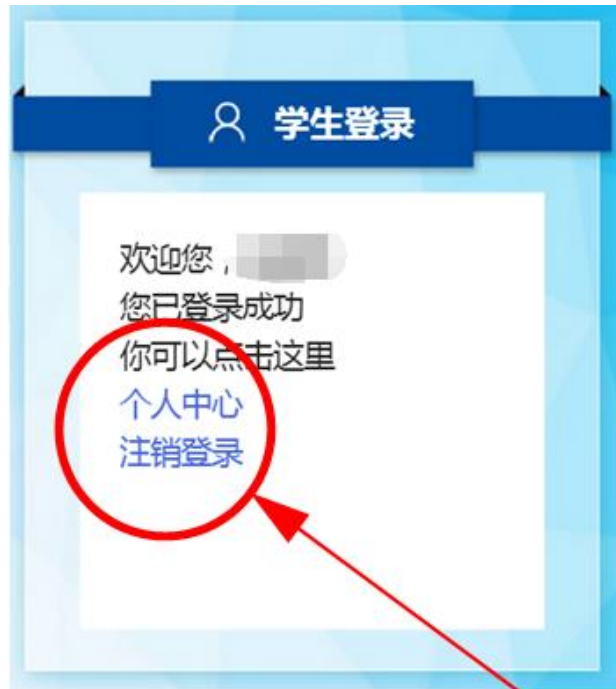 学生登录
欢迎您，
您已登录成功
你可以点击这里
个人中心
注销登录